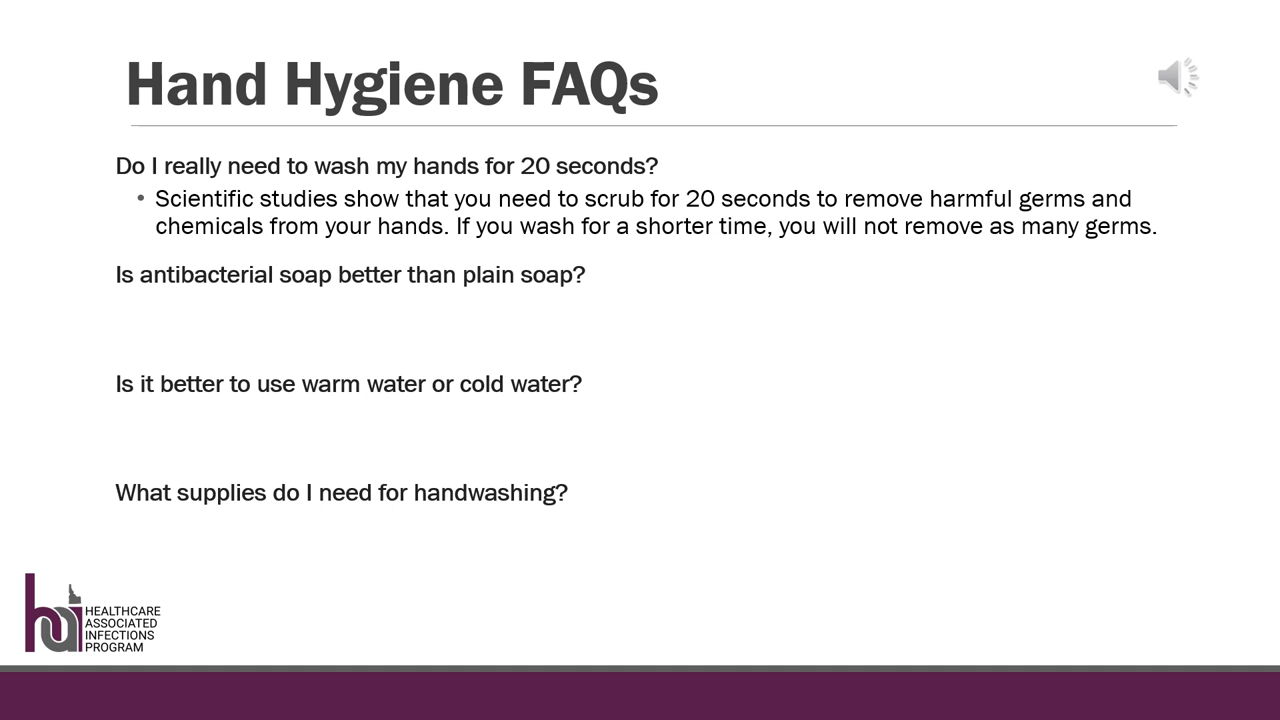 Hand Hygiene FAQs
Do I really need to wash my hands for 20 seconds?
• Scientific studies show that you need to scrub for 20 seconds to remove harmful germs and
chemicals from your hands. If you wash for a shorter time, you will not remove as many germs.
Is antibacterial soap better than plain soap?
Is it better to use warm water or cold water?
What supplies do I need for handwashing?
hai
HEALTHCARE
ASSOCIATED
INFECTIONS
PROGRAM